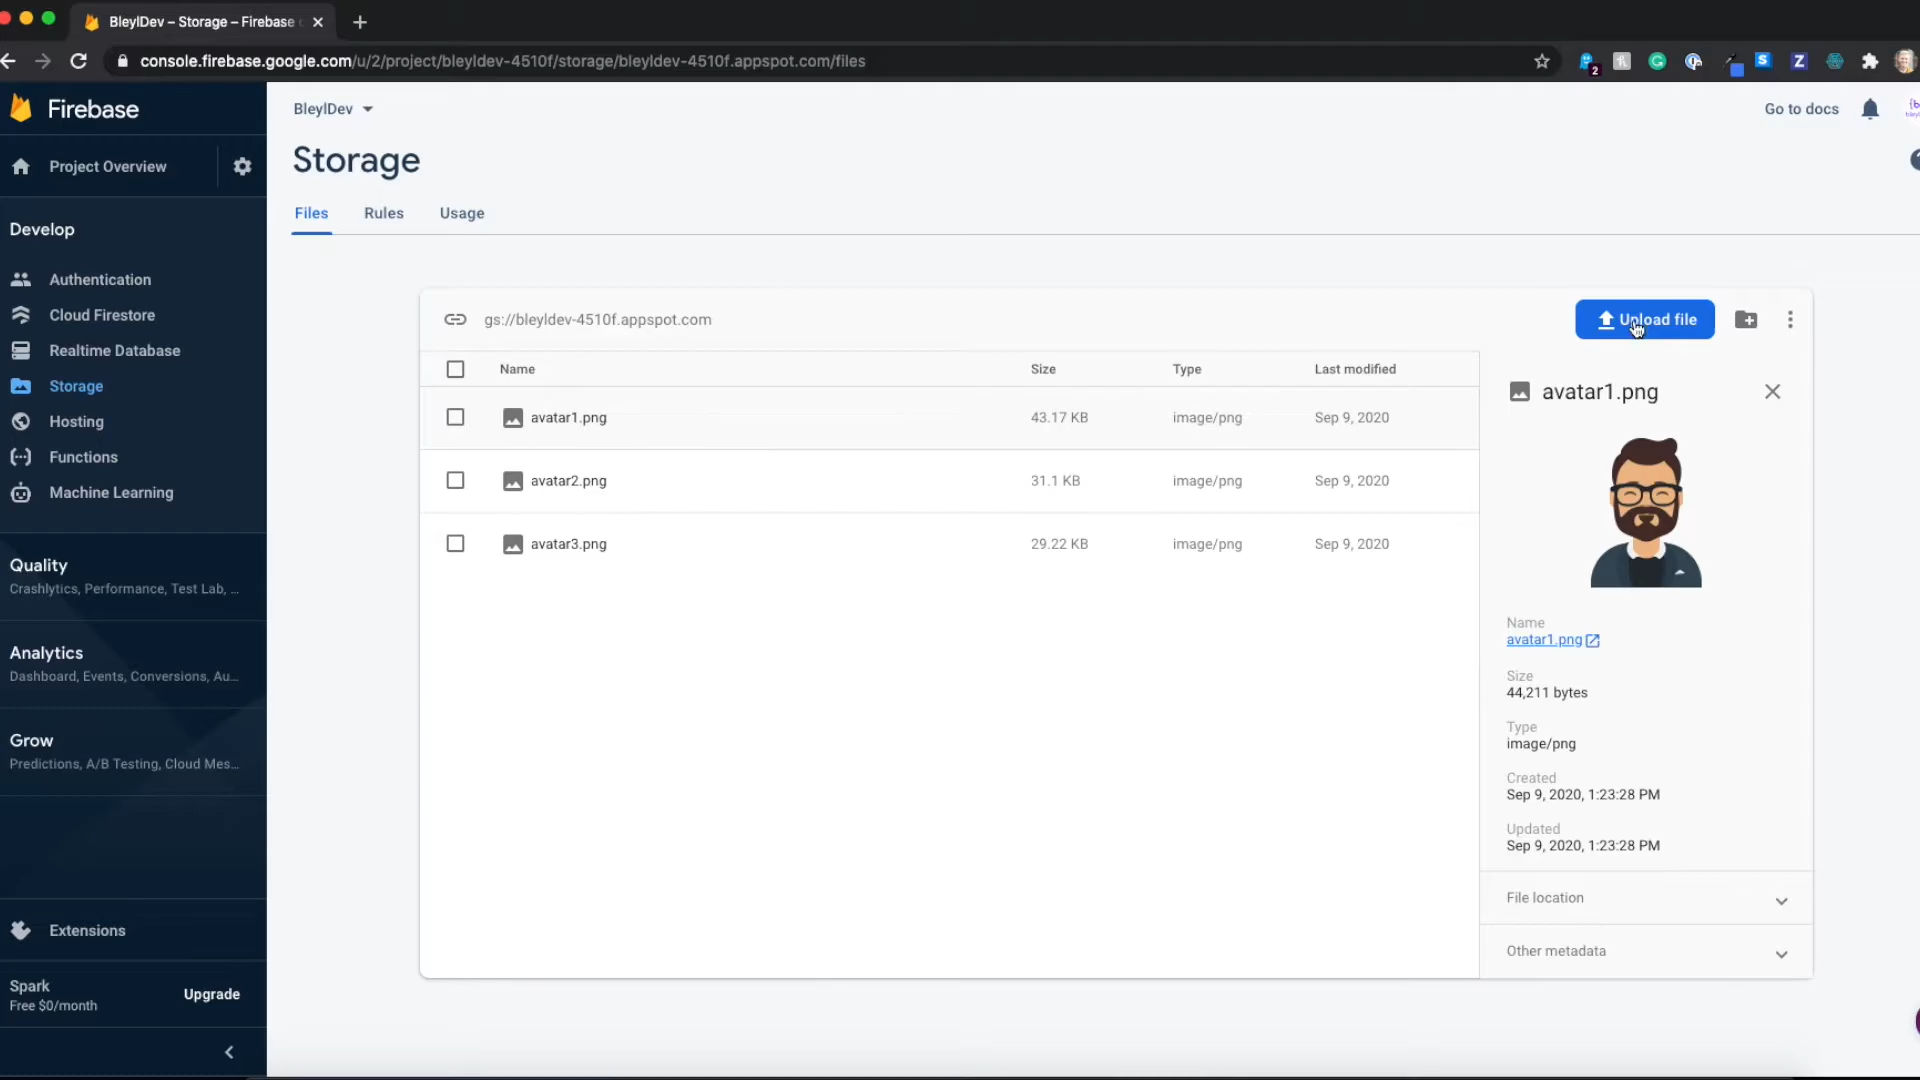 BleylDev – Storage – Firebase
console.firebase.google.com/u/2/project/bleyldev-4510f/storage/bleyldev-4510f.appspot.com/files
2
Firebase
BleylDev
Go to docs
Project Overview
Storage
Files
Rules
Usage
Develop
Authentication
Cloud Firestore
Realtime Database
Storage
Hosting
Functions
Machine Learning
Quality
Crashlytics, Performance, Test Lab, ...
Analytics
Dashboard, Events, Conversions, Au...
Grow
Predictions, A/B Testing, Cloud Mes...
Extensions
Spark
Free $0/month
Upgrade
gs://bleyldev-4510f.appspot.com
Upload file
Name Size Type Last modified
avatar1.png 43.17 KB image/png Sep 9, 2020
avatar2.png 31.1 KB image/png Sep 9, 2020
avatar3.png 29.22 KB image/png Sep 9, 2020
avatar1.png
Name
avatar1.png
Size
44,211 bytes
Type
image/png
Created
Sep 9, 2020, 1:23:28 PM
Updated
Sep 9, 2020, 1:23:28 PM
File location
Other metadata